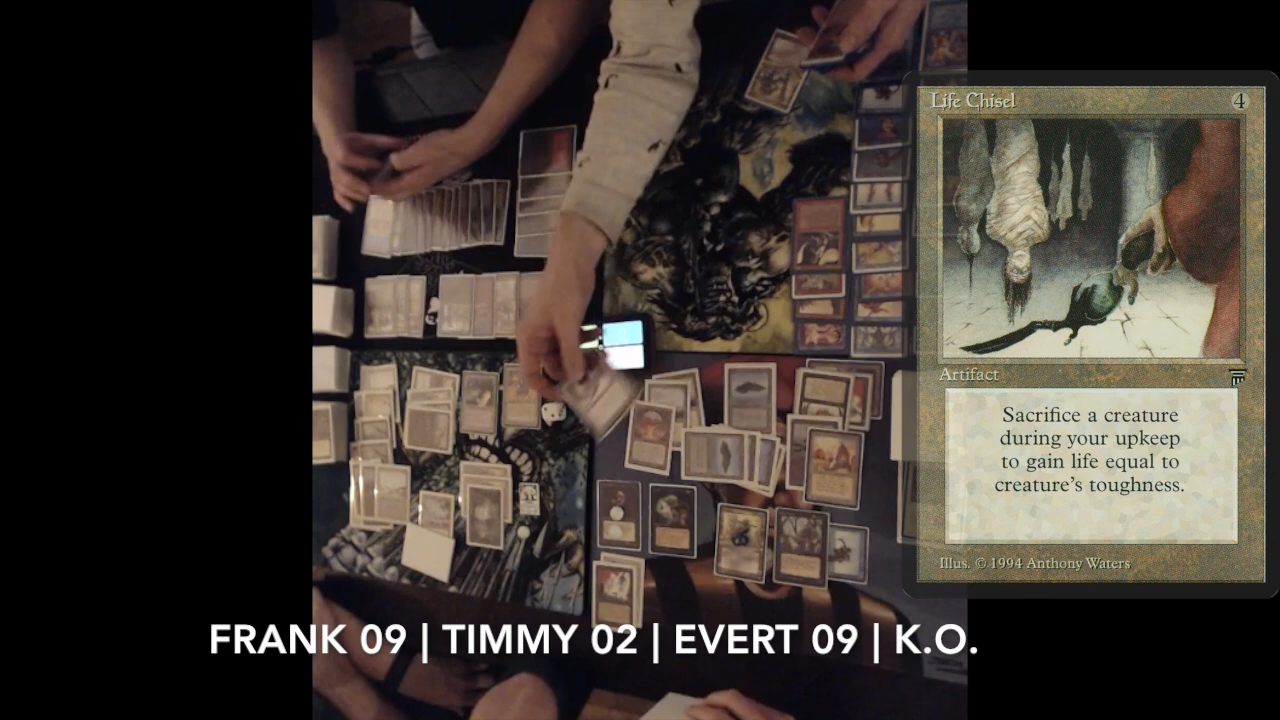 Life Chisel
4
Artifact
Sacrifice a creature
during your upkeep
to gain life equal to
creature's toughness.
Illus. © 1994 Anthony Waters
FRANK 09 | TIMMY 02 | EVERT 09 | K.O.